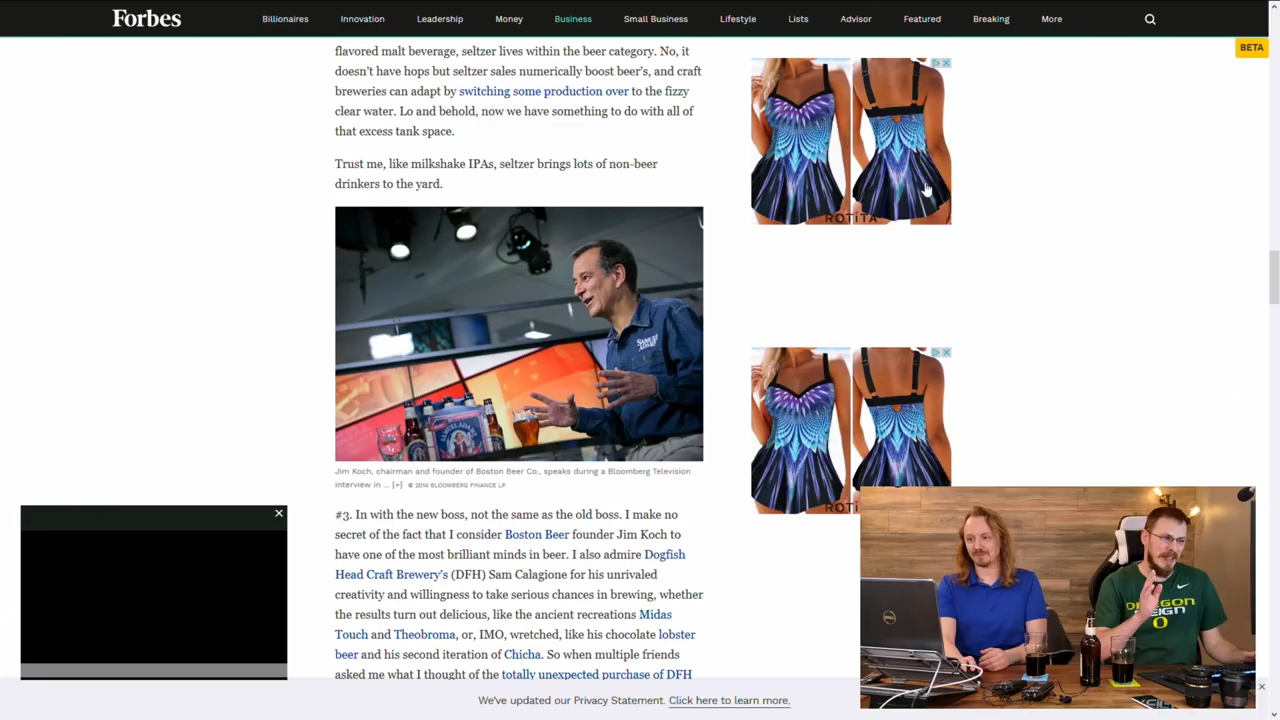 Forbes
Billionaires
Innovation
Leadership
Money
Business
Small Business
Lifestyle
Lists
Advisor
Featured
Breaking
More
BETA
flavored malt beverage, seltzer lives within the beer category. No, it
doesn't have hops but seltzer sales numerically boost beer's, and craft
breweries can adapt by switching some production over to the fizzy
clear water. Lo and behold, now we have something to do with all of
that excess tank space.
Trust me, like milkshake IPAs, seltzer brings lots of non-beer
drinkers to the yard.
ROTITA
SAMUEL
ADAMS
SAMUEL ADAMS
Jim Koch, chairman and founder of Boston Beer Co., speaks during a Bloomberg Television
interview in ... [+] © 2014 BLOOMBERG FINANCE LP
#3. In with the new boss, not the same as the old boss. I make no
secret of the fact that I consider Boston Beer founder Jim Koch to
have one of the most brilliant minds in beer. I also admire Dogfish
Head Craft Brewery's (DFH) Sam Calagione for his unrivaled
creativity and willingness to take serious chances in brewing, whether
the results turn out delicious, like the ancient recreations Midas
Touch and Theobroma, or, IMO, wretched, like his chocolate lobster
beer and his second iteration of Chicha. So when multiple friends
asked me what I thought of the totally unexpected purchase of DFH
ROTI
DELL
OREGON
O
We've updated our Privacy Statement. Click here to learn more.